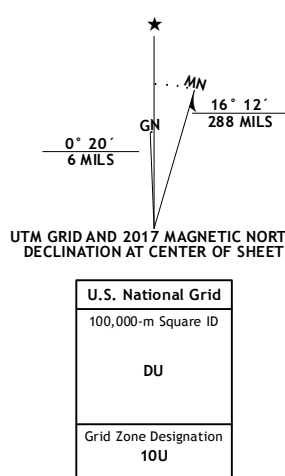 MN
GN
16° 12´
288 MILS
0° 20´
6 MILS
UTM GRID AND 2017 MAGNETIC NORT
DECLINATION AT CENTER OF SHEET
U.S. National Grid
100,000-m Square ID
DU
Grid Zone Designation
10U